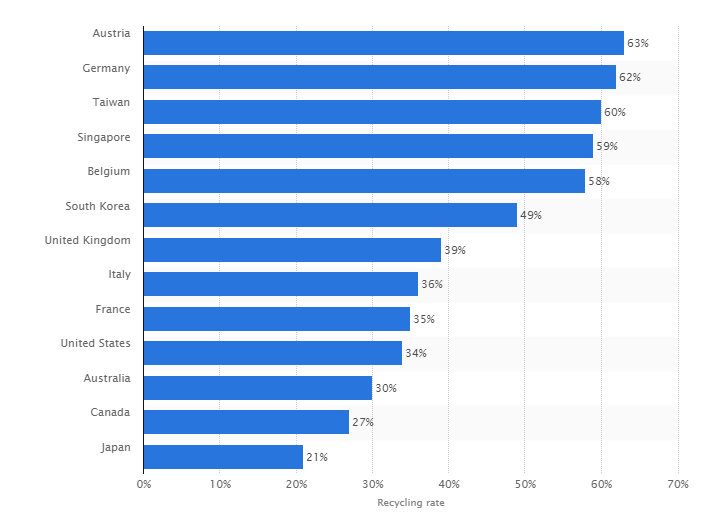 Austria 63%
Germany 62%
Taiwan 60%
Singapore 59%
Belgium 58%
South Korea 49%
United Kingdom 39%
Italy 36%
France 35%
United States 34%
Australia 30%
Canada 27%
Japan 21%
0% 10% 20% 30% 40% 50% 60% 70%
Recycling rate